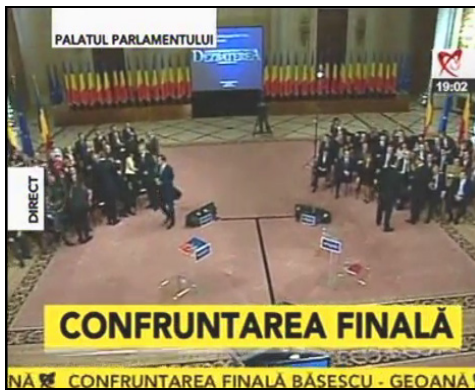 PALATUL PARLAMENTULUI
DEZBATEREA
19:02
DIRECT
CONFRUNTAREA FINALĂ
NĂ CONFRUNTAREA FINALĂ BĂSESCU - GEOANĂ